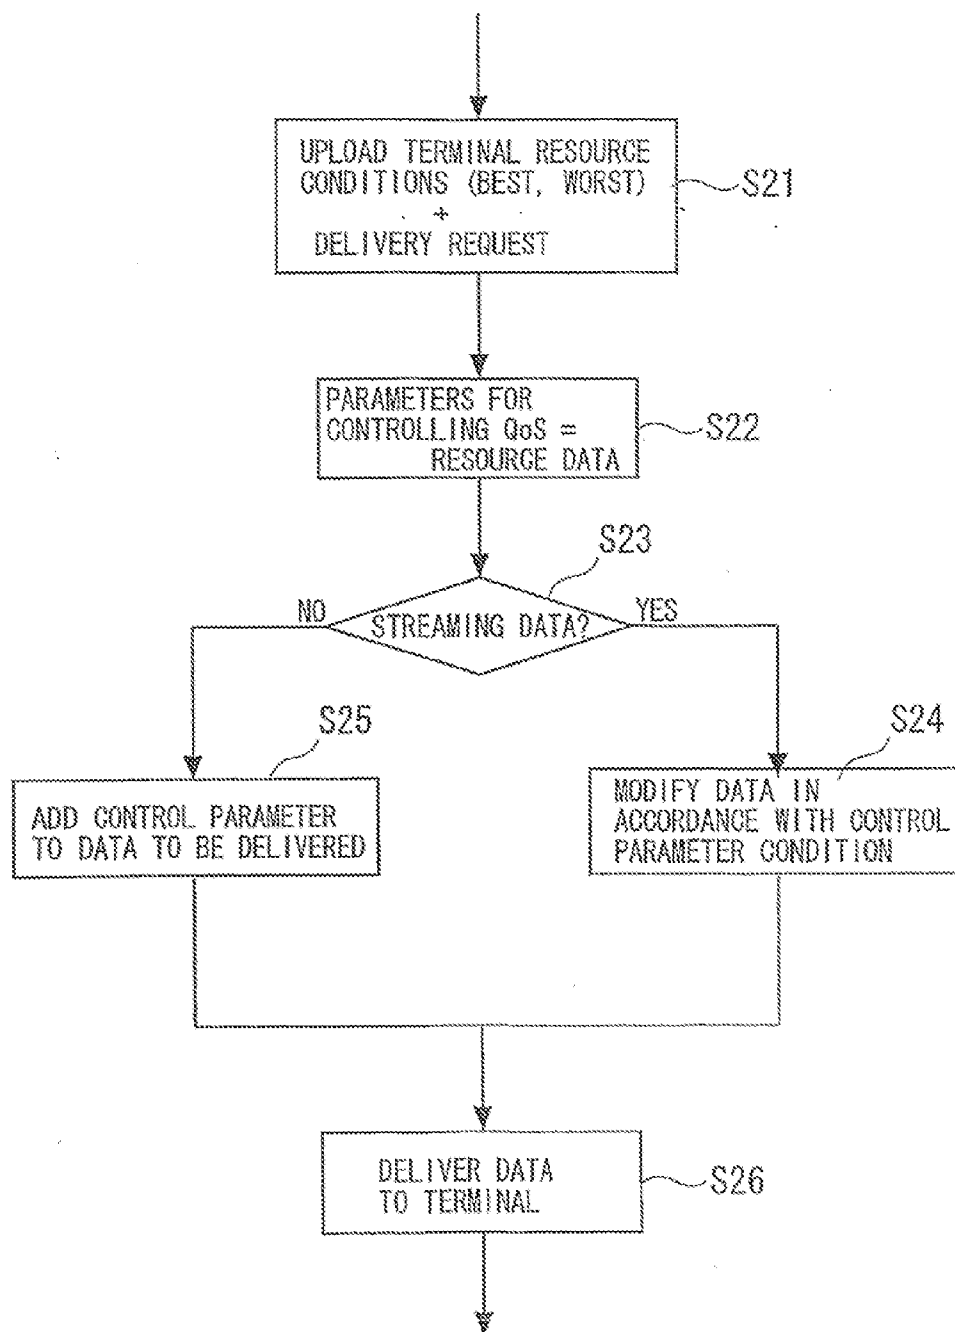 UPLOAD TERMINAL RESOURCE
CONDITIONS (BEST, WORST)
+
DELIVERY REQUEST
S21
PARAMETERS FOR
CONTROLLING QoS =
RESOURCE DATA
S22
S23
NO
STREAMING DATA?
YES
S25
S24
ADD CONTROL PARAMETER
TO DATA TO BE DELIVERED
MODIFY DATA IN
ACCORDANCE WITH CONTROL
PARAMETER CONDITION
DELIVER DATA
TO TERMINAL
S26